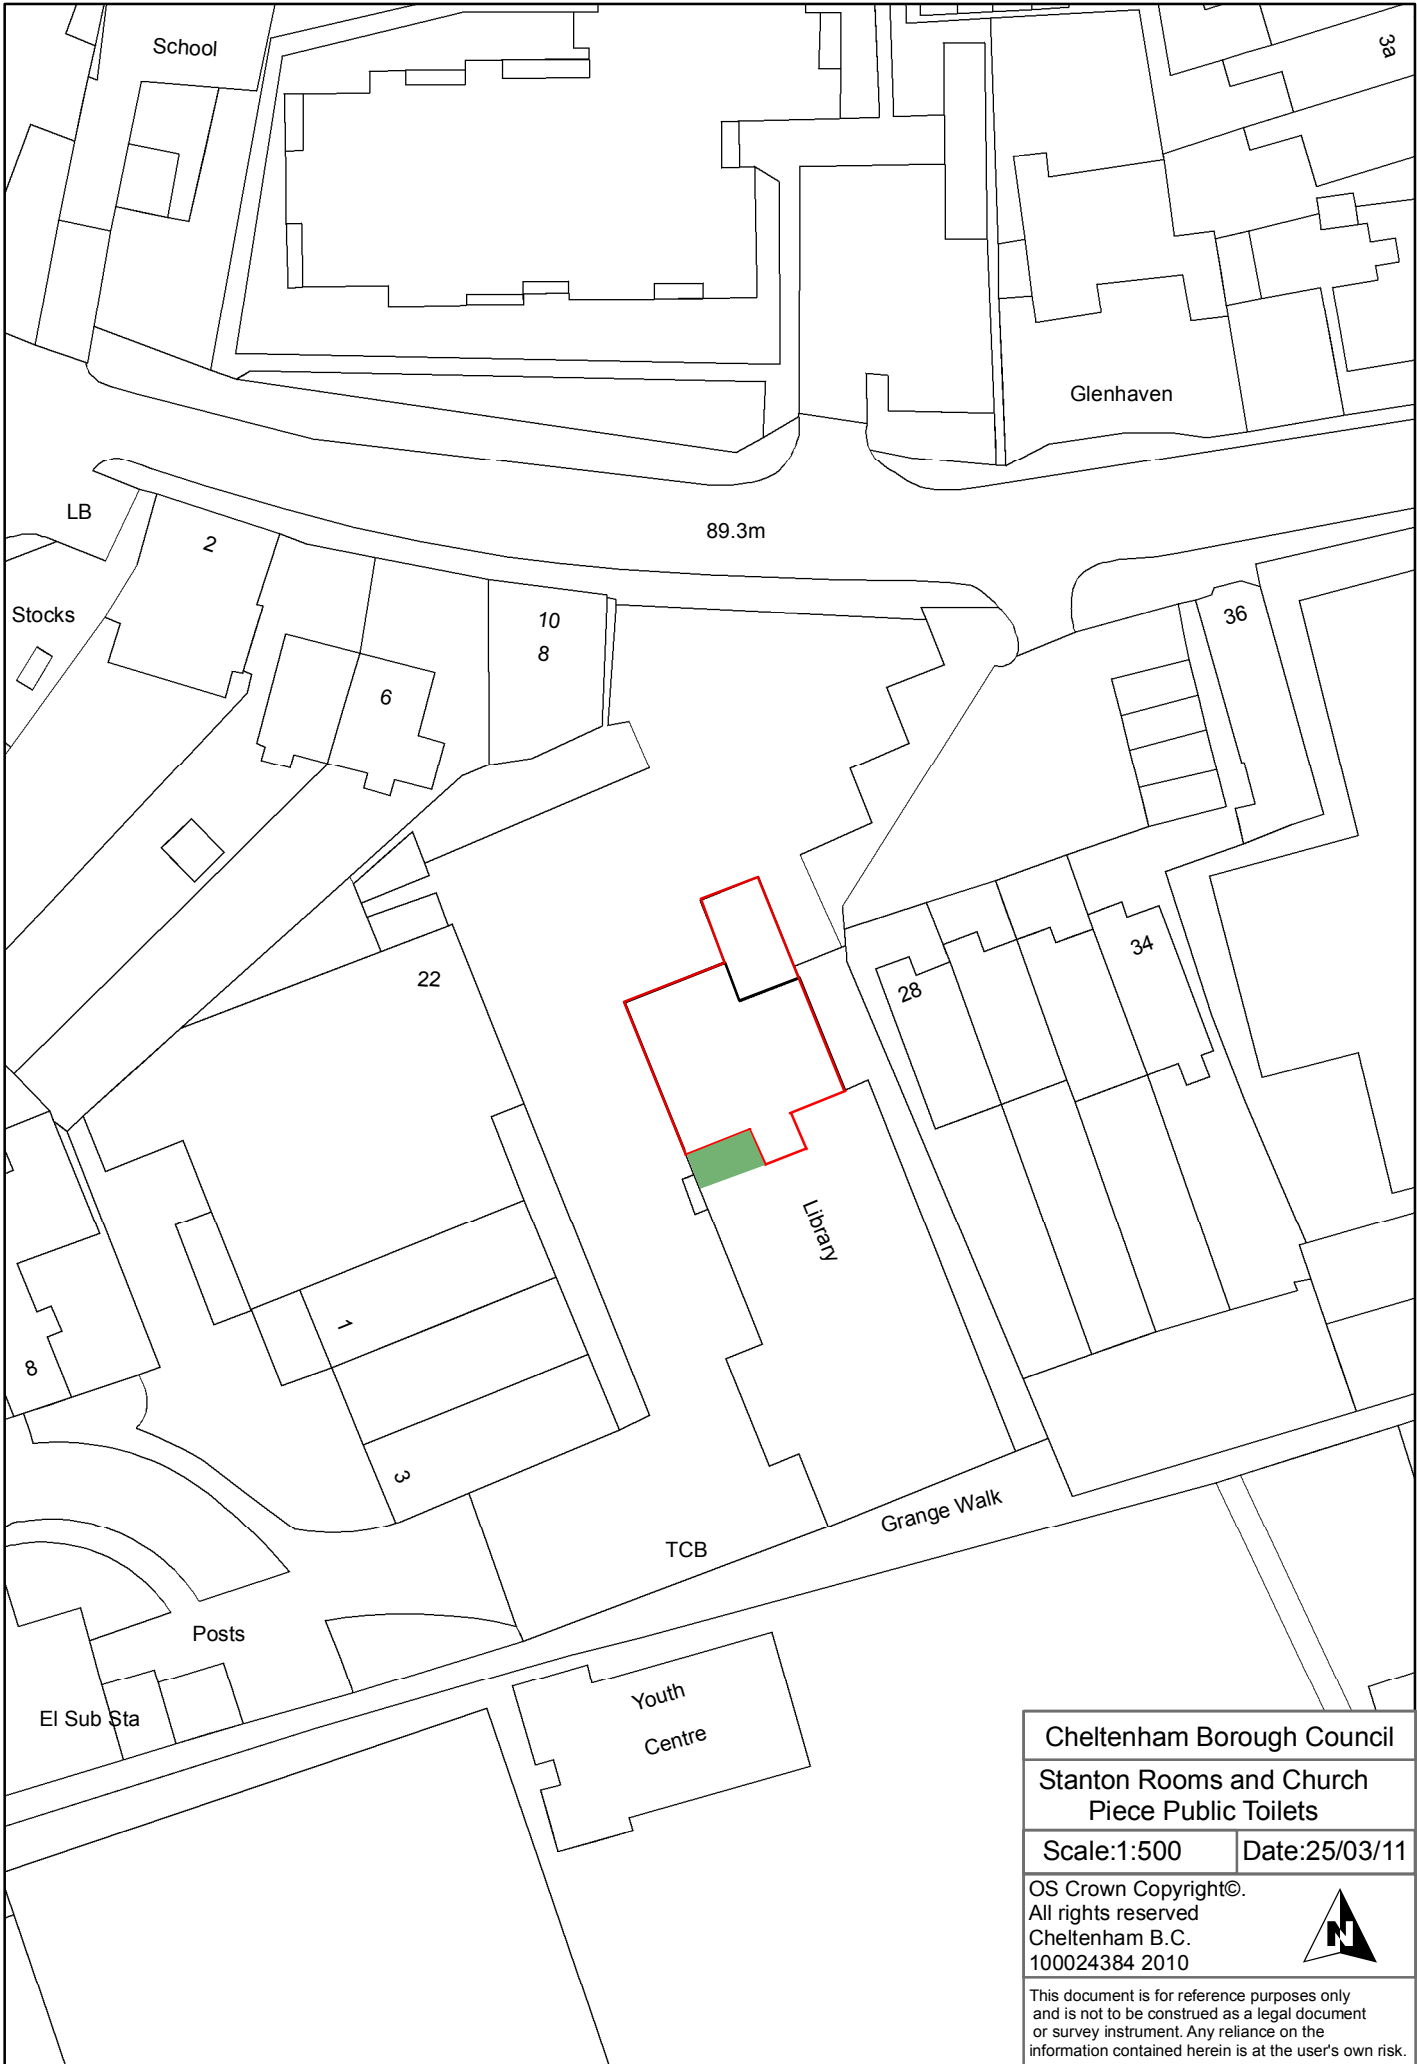 School
3a
Glenhaven
LB
89.3m
2
Stocks
10
8
36
6
22
34
28
Library
1
8
3
Grange Walk
TCB
Posts
Youth
Centre
El Sub Sta
Cheltenham Borough Council
Stanton Rooms and Church
Piece Public Toilets
Scale:1:500
Date:25/03/11
OS Crown Copyright©.
All rights reserved
Cheltenham B.C.
100024384 2010
N
This document is for reference purposes only
and is not to be construed as a legal document
or survey instrument. Any reliance on the
information contained herein is at the user's own risk.